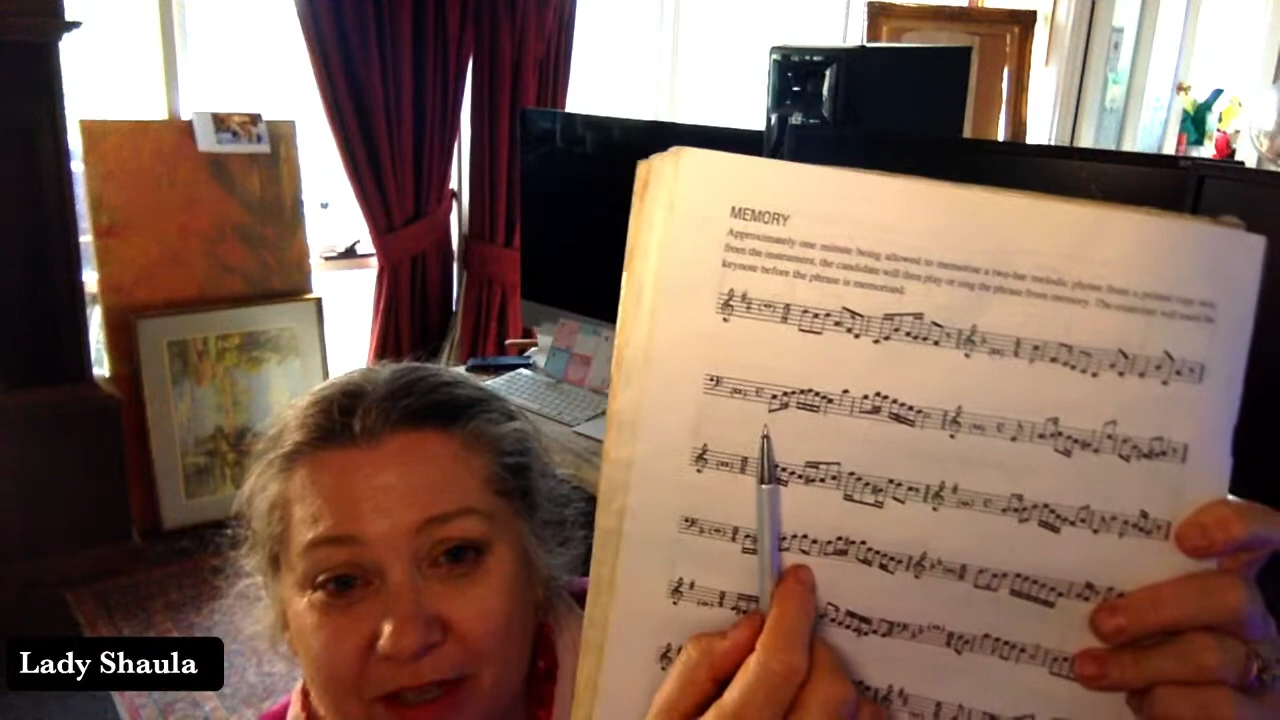 MEMORY
Approximately one minute being allowed to memorise a two-bar melodic phrase from a printed copy away
from the instrument, the candidate will then play or sing the phrase from memory. The examiner will sound the
keynote before the phrase is memorised.
Lady Shaula